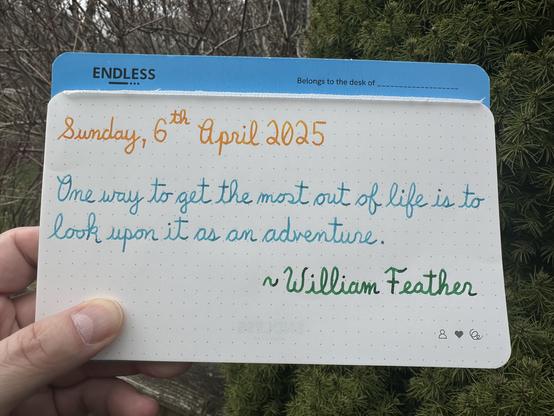 ENDLESS
Belongs to the desk of ____________________
Sunday, 6th April 2025
One way to get the most out of life is to
look upon it as an adventure.
~ William Feather